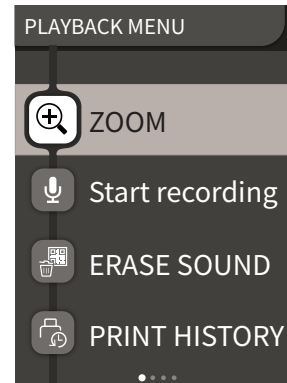 PLAYBACK MENU
ZOOM
Start recording
ERASE SOUND
PRINT HISTORY